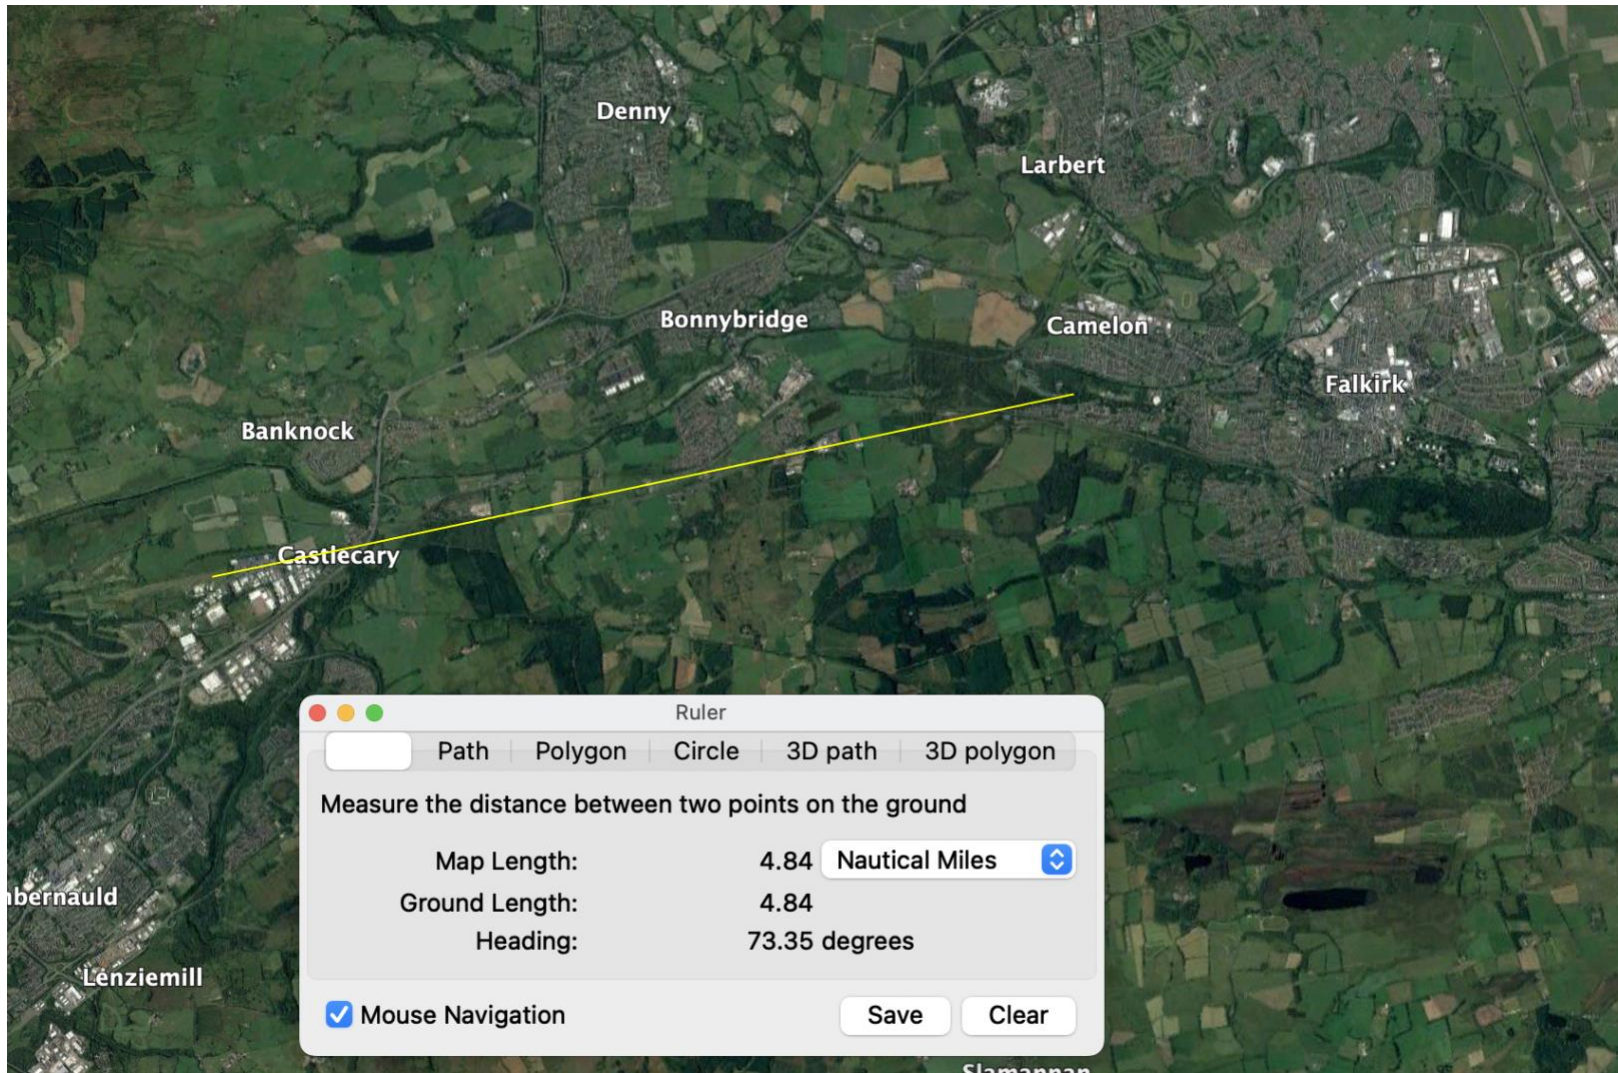 Denny
Larbert
Bonnybridge
Camelon
Falkirk
Banknock
Castlecary
Ruler
Path Polygon Circle 3D path 3D polygon
Measure the distance between two points on the ground
Map Length: 4.84 Nautical Miles
Ground Length: 4.84
Heading: 73.35 degrees
mbernauld
Lenziemill
Mouse Navigation Save Clear
Slamannan